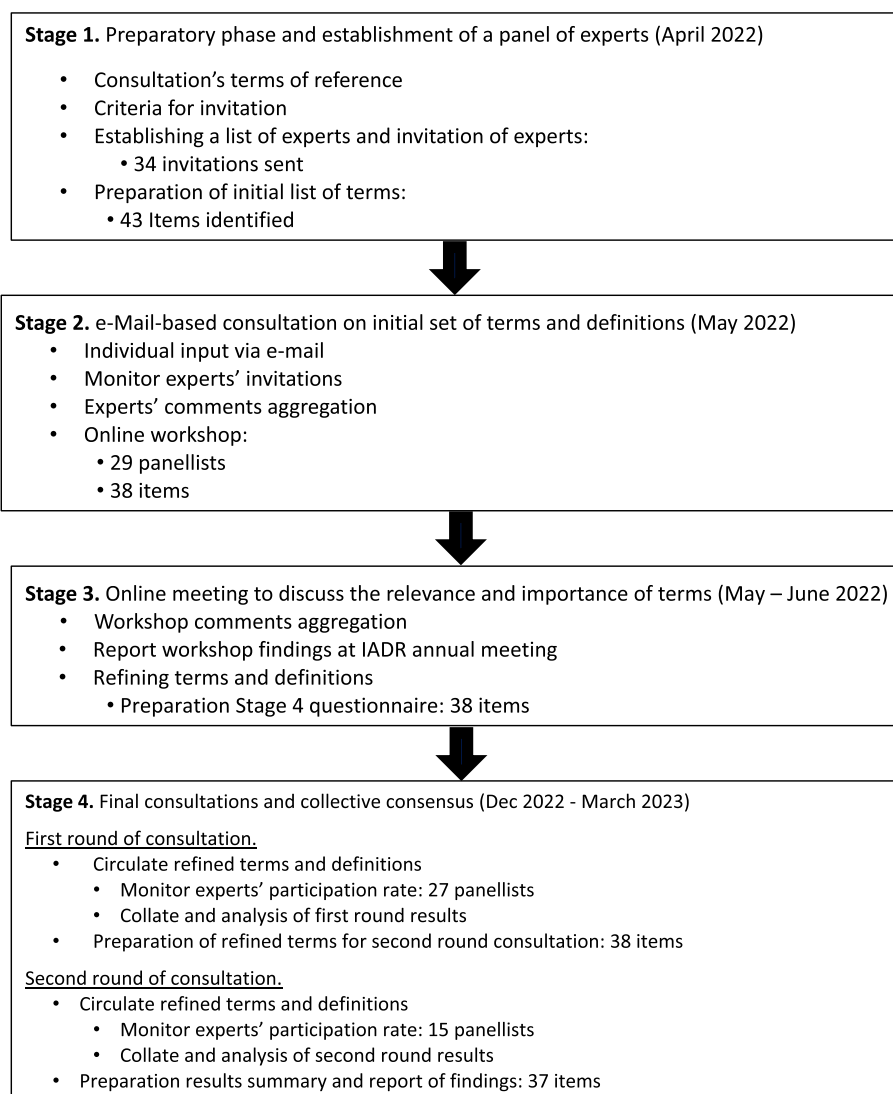 Stage 1. Preparatory phase and establishment of a panel of experts (April 2022)
• Consultation’s terms of reference
• Criteria for invitation
• Establishing a list of experts and invitation of experts:
• 34 invitations sent
• Preparation of initial list of terms:
• 43 Items identified
Stage 2. e-Mail-based consultation on initial set of terms and definitions (May 2022)
• Individual input via e-mail
• Monitor experts’ invitations
• Experts’ comments aggregation
• Online workshop:
• 29 panellists
• 38 items
Stage 3. Online meeting to discuss the relevance and importance of terms (May – June 2022)
• Workshop comments aggregation
• Report workshop findings at IADR annual meeting
• Refining terms and definitions
• Preparation Stage 4 questionnaire: 38 items
Stage 4. Final consultations and collective consensus (Dec 2022 - March 2023)
First round of consultation.
• Circulate refined terms and definitions
• Monitor experts’ participation rate: 27 panellists
• Collate and analysis of first round results
• Preparation of refined terms for second round consultation: 38 items
Second round of consultation.
• Circulate refined terms and definitions
• Monitor experts’ participation rate: 15 panellists
• Collate and analysis of second round results
• Preparation results summary and report of findings: 37 items